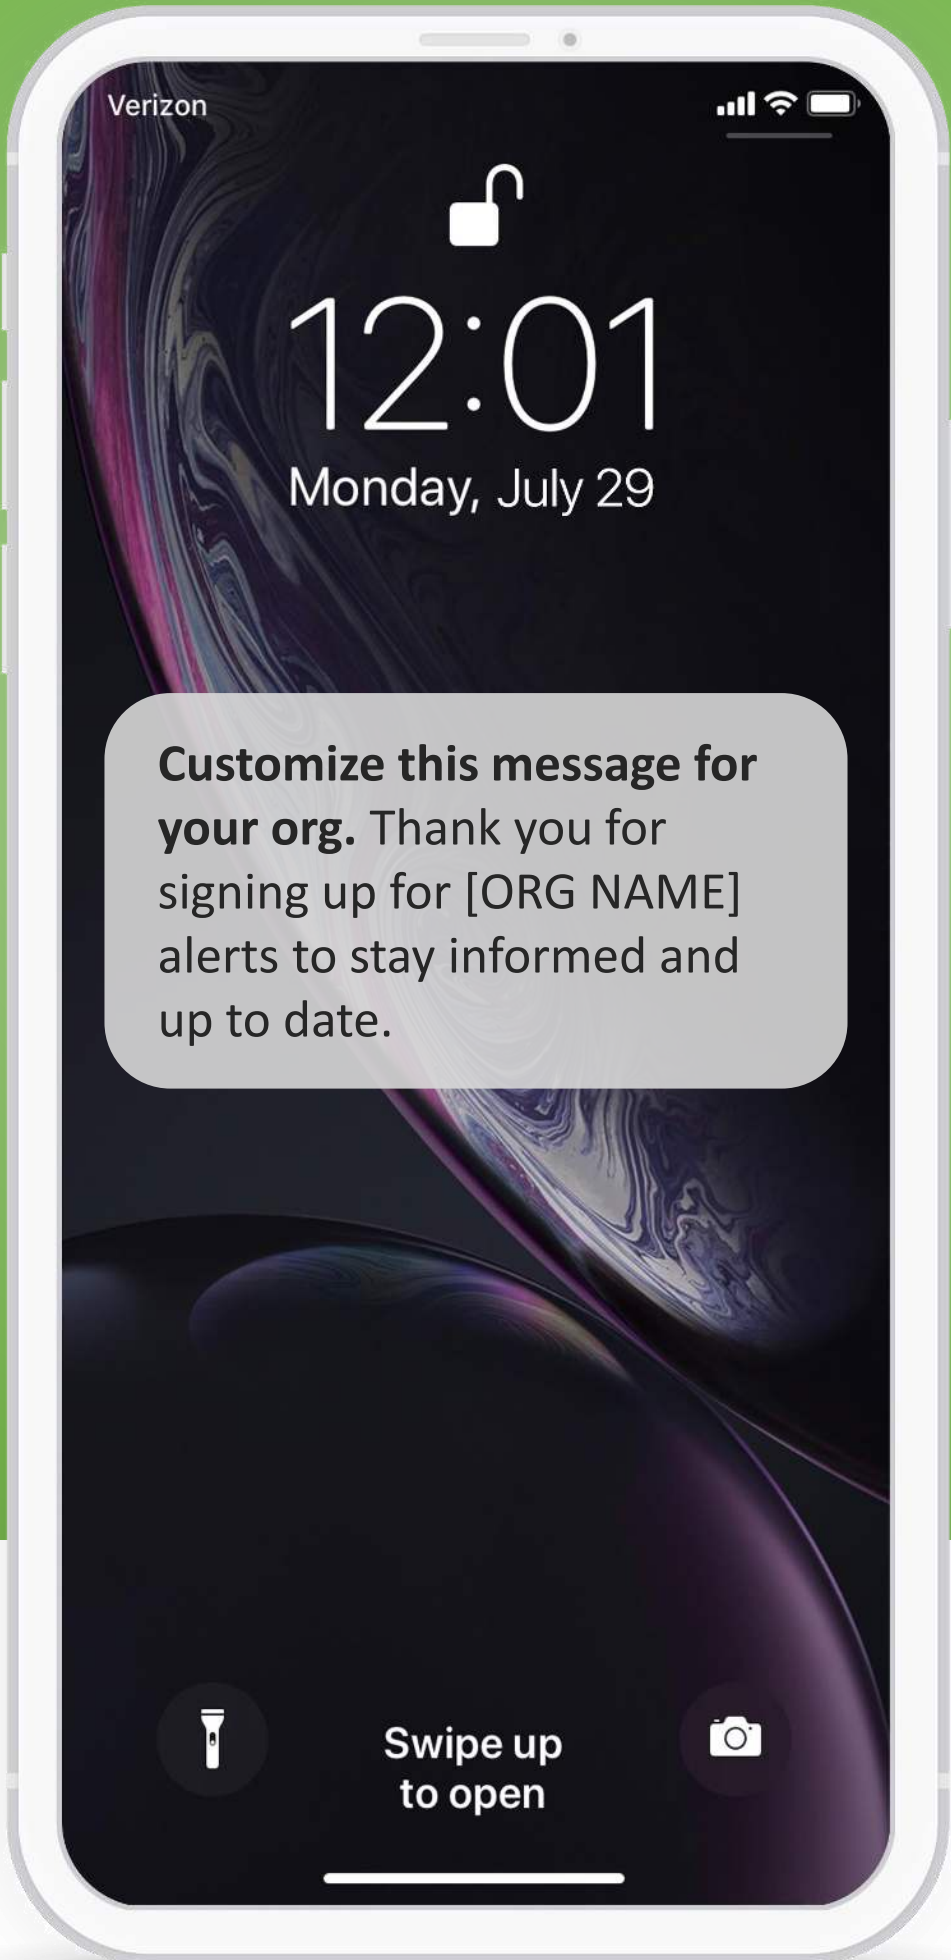 Verizon
12:01
Monday, July 29
Customize this message for
your org. Thank you for
signing up for [ORG NAME]
alerts to stay informed and
up to date.
Swipe up
to open